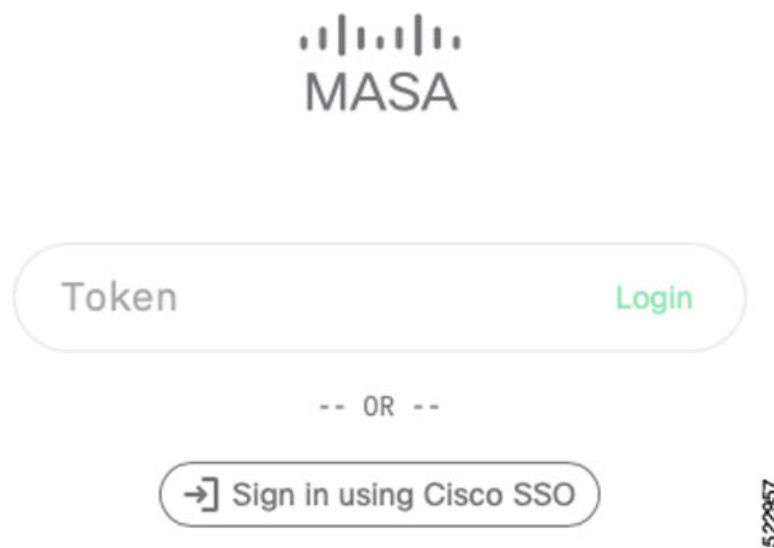 MASA
Token
Login
-- OR --
Sign in using Cisco SSO
522957